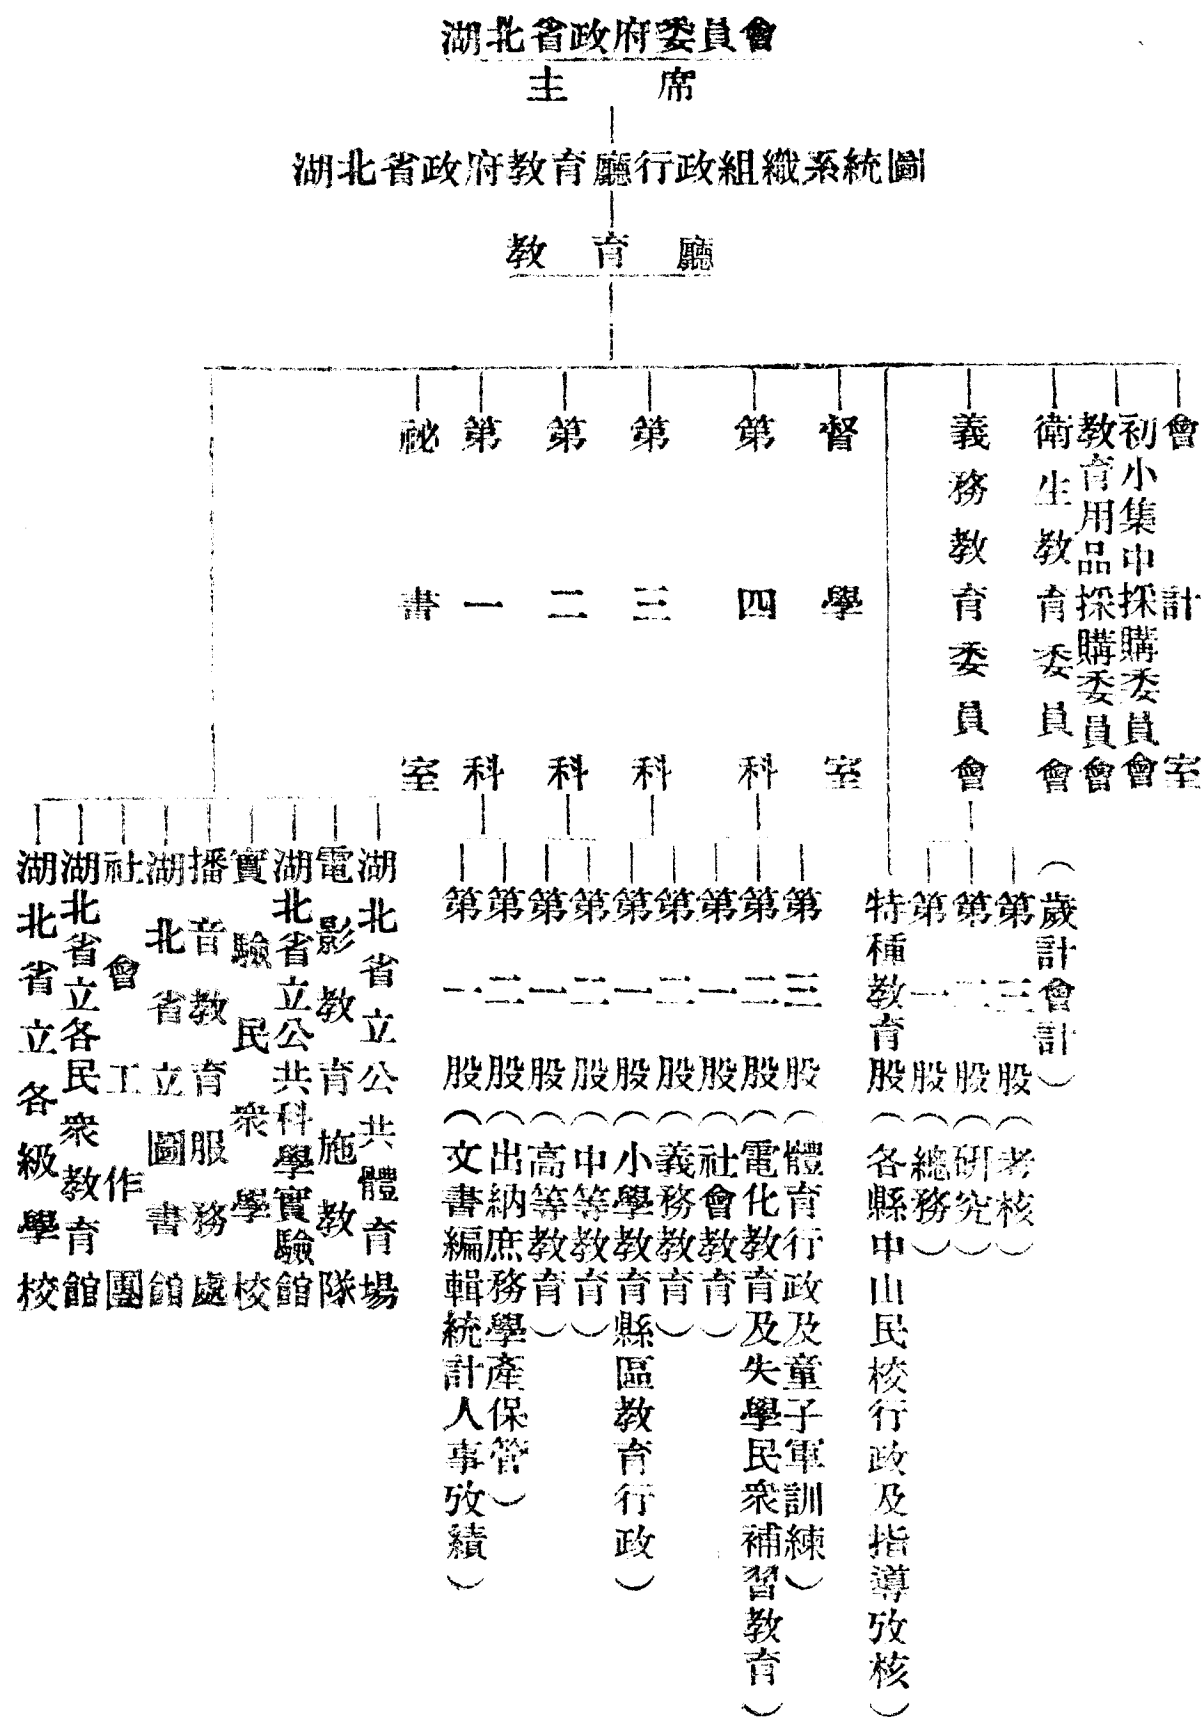 湖北省政府委員會
主席
湖北省政府教育廳行政組織系統圖
教育廳
會計室
初小集中採購委員會
教育用品採購委員會
衛生教育委員會
義務教育委員會
督學室
第四科
第三科
第二科
第一科
祕書室
（歲計會計）
第三股（考核）
第二股（研究）
第一股（總務）
特種教育股（各縣中山民校行政及指導攷核）
第三股（體育行政及童子軍訓練）
第二股（電化教育及失學民衆補習教育）
第一股（社會教育）
第二股（義務教育）
第一股（小學教育縣區教育行政）
第二股（中等教育）
第一股（高等教育）
第二股（出納庶務學產保管）
第一股（文書編輯統計人事攷績）
湖北省立公共體育場
電影教育施教隊
湖北省立公共科學實驗館
實驗民衆學校
播音教育服務處
湖北省立圖書館
社會工作團
湖北省立各民衆教育館
湖北省立各級學校